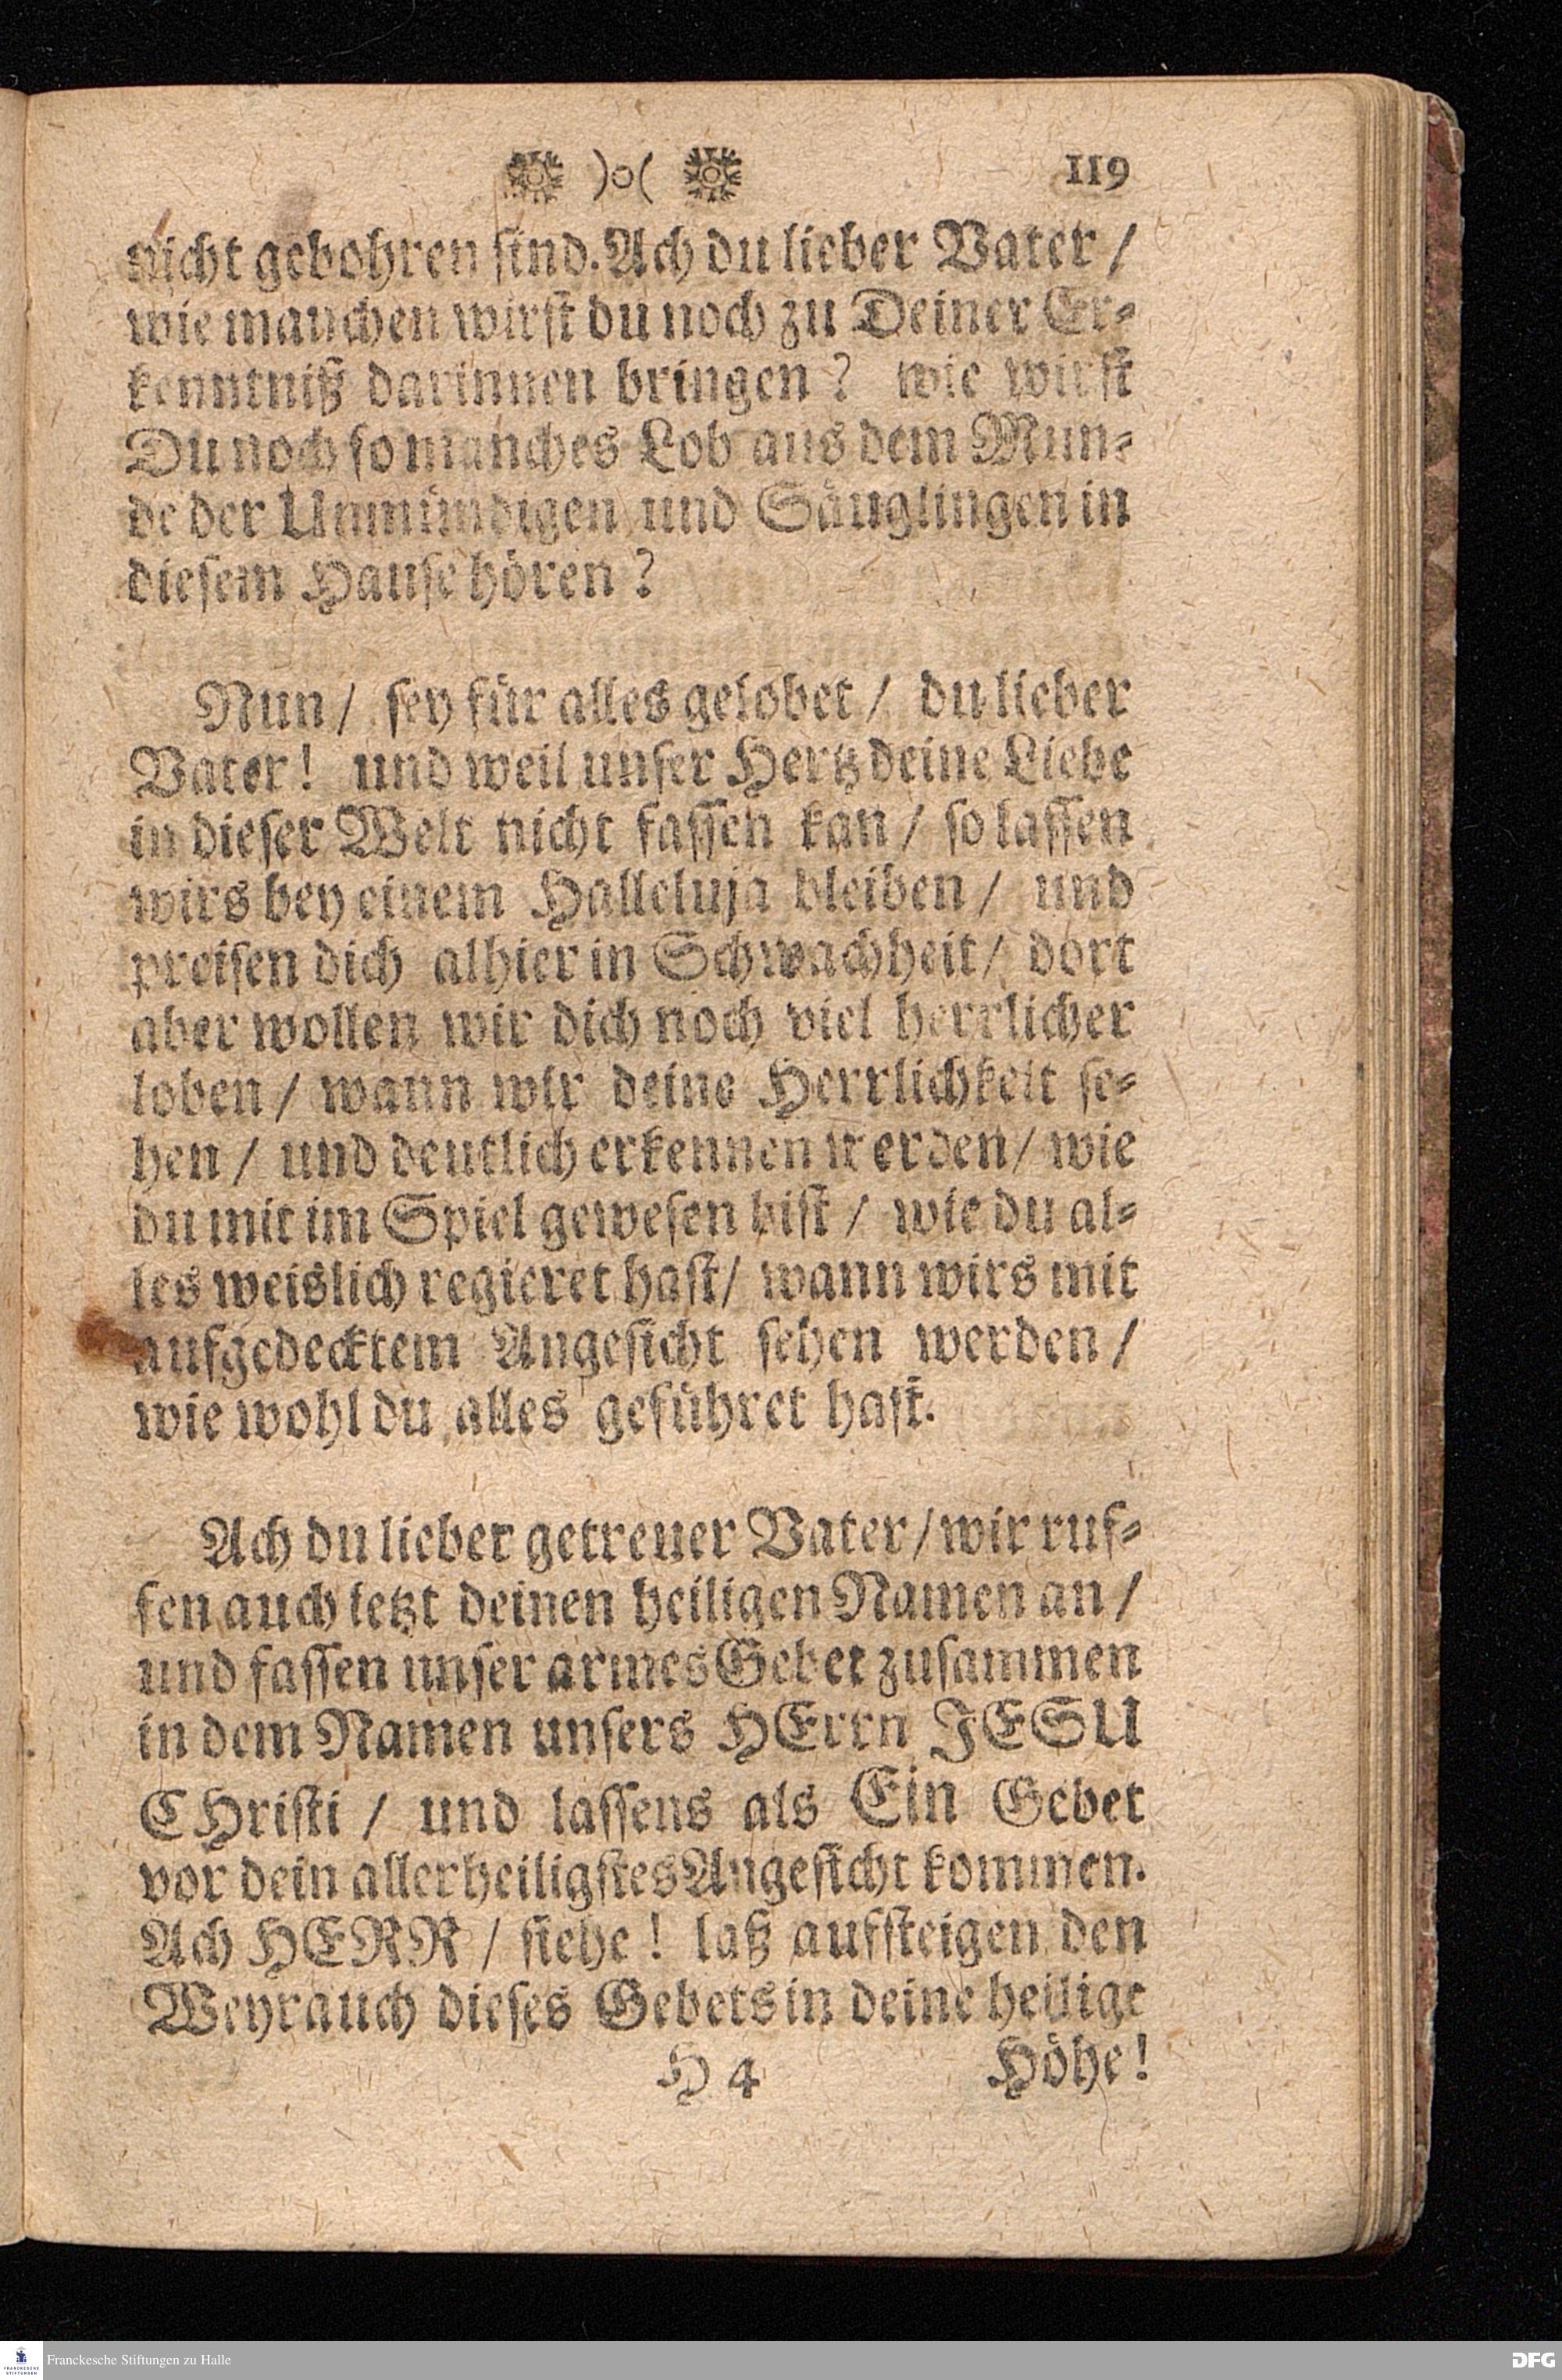 )o( 119
nicht gebohren sind. Ach du lieber Vater /
wie manchen wirst du noch zu Deiner Er-
kenntniß darinnen bringen? wie wirst
Du noch so manches Lob aus dem Mun-
de der Unmündigen und Säuglingen in
diesem Hause hören?
Nun / sey für alles gelobet / du lieber
Vater! und weil unser Hertz deine Liebe
in dieser Welt nicht fassen kan / so lassen
wirs bey einem Halleluja bleiben / und
preisen dich alhier in Schwachheit / dort
aber wollen wir dich noch viel herrlicher
loben / wann wir deine Herrlichkeit se-
hen / und deutlich erkennen werden / wie
du mit im Spiel gewesen bist / wie du al-
les weislich regieret hast / wann wirs mit
aufgedecktem Angesicht sehen werden /
wie wohl du alles geführet hast.
Ach du lieber getreuer Vater / wir ruf-
fen auch ietzt deinen heiligen Namen an /
und fassen unser armes Gebet zusammen
in dem Namen unsers HErrn JESU
CHristi / und lassens als Ein Gebet
vor dein allerheiligstes Angesicht kommen.
Ach HERR / siehe! laß aufsteigen den
Weyrauch dieses Gebets in deine heilige
H 4 Höhe!
Franckesche Stiftungen zu Halle
DFG